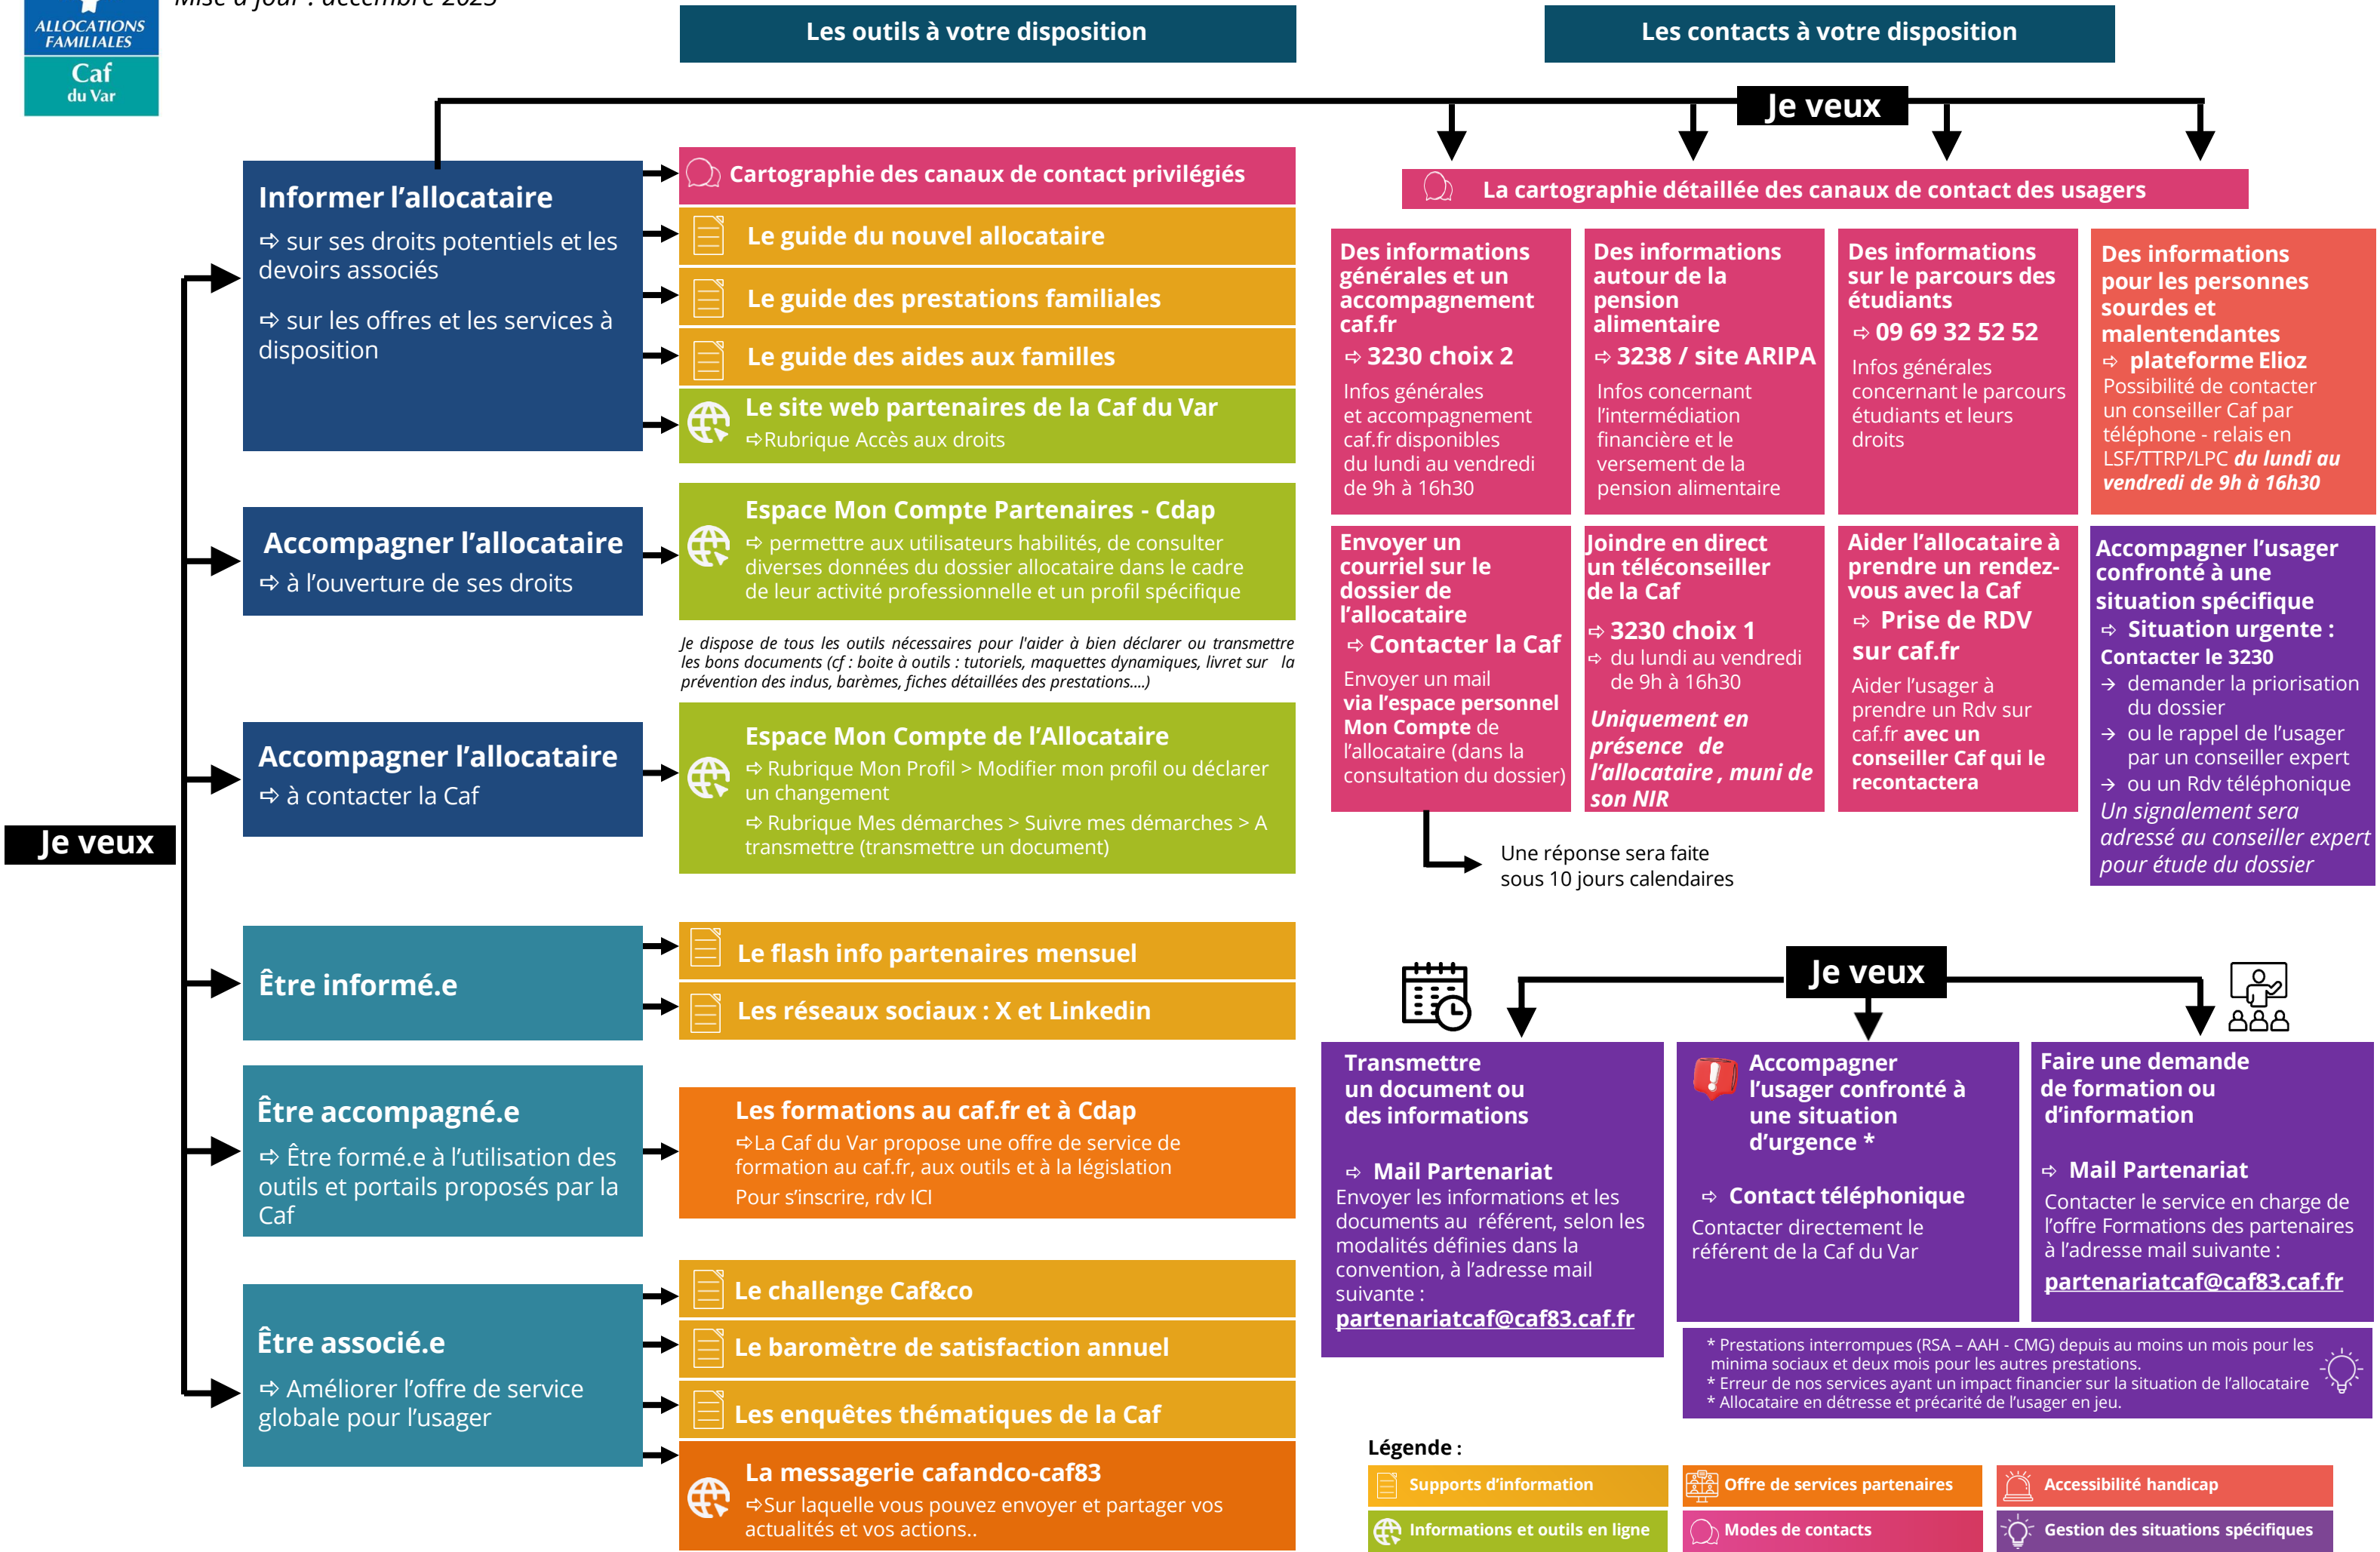 Mise à jour : décembre 2023
ALLOCATIONS
FAMILIALES
Caf
du Var
Les outils à votre disposition
Les contacts à votre disposition
Je veux
Informer l'allocataire
⇨ sur ses droits potentiels et les
devoirs associés
⇨ sur les offres et les services à
disposition
Cartographie des canaux de contact privilégiés
Le guide du nouvel allocataire
Le guide des prestations familiales
Le guide des aides aux familles
Le site web partenaires de la Caf du Var
⇨Rubrique Accès aux droits
Accompagner l'allocataire
⇨ à l'ouverture de ses droits
Espace Mon Compte Partenaires - Cdap
⇨ permettre aux utilisateurs habilités, de consulter
diverses données du dossier allocataire dans le cadre
de leur activité professionnelle et un profil spécifique
Je dispose de tous les outils nécessaires pour l'aider à bien déclarer ou transmettre
les bons documents (cf : boite à outils : tutoriels, maquettes dynamiques, livret sur la
prévention des indus, barèmes, fiches détaillées des prestations....)
Accompagner l'allocataire
⇨ à contacter la Caf
Espace Mon Compte de l'Allocataire
⇨ Rubrique Mon Profil > Modifier mon profil ou déclarer
un changement
⇨ Rubrique Mes démarches > Suivre mes démarches > A
transmettre (transmettre un document)
Je veux
Être informé.e
Le flash info partenaires mensuel
Les réseaux sociaux : X et Linkedin
Être accompagné.e
⇨ Être formé.e à l'utilisation des
outils et portails proposés par la
Caf
Les formations au caf.fr et à Cdap
⇨La Caf du Var propose une offre de service de
formation au caf.fr, aux outils et à la législation
Pour s'inscrire, rdv ICI
Être associé.e
⇨ Améliorer l'offre de service
globale pour l'usager
Le challenge Caf&co
Le baromètre de satisfaction annuel
Les enquêtes thématiques de la Caf
La messagerie cafandco-caf83
⇨Sur laquelle vous pouvez envoyer et partager vos
actualités et vos actions..
La cartographie détaillée des canaux de contact des usagers
Des informations
générales et un
accompagnement
caf.fr
⇨ 3230 choix 2
Infos générales
et accompagnement
caf.fr disponibles
du lundi au vendredi
de 9h à 16h30
Des informations
autour de la
pension
alimentaire
⇨ 3238 / site ARIPA
Infos concernant
l'intermédiation
financière et le
versement de la
pension alimentaire
Des informations
sur le parcours des
étudiants
⇨ 09 69 32 52 52
Infos générales
concernant le parcours
étudiants et leurs
droits
Des informations
pour les personnes
sourdes et
malentendantes
⇨ plateforme Elioz
Possibilité de contacter
un conseiller Caf par
téléphone - relais en
LSF/TTRP/LPC du lundi au
vendredi de 9h à 16h30
Envoyer un
courriel sur le
dossier de
l'allocataire
⇨ Contacter la Caf
Envoyer un mail
via l'espace personnel
Mon Compte de
l'allocataire (dans la
consultation du dossier)
Une réponse sera faite
sous 10 jours calendaires
Joindre en direct
un téléconseiller
de la Caf
⇨ 3230 choix 1
⇨ du lundi au vendredi
de 9h à 16h30
Uniquement en
présence de
l'allocataire , muni de
son NIR
Aider l'allocataire à
prendre un rendez-
vous avec la Caf
⇨ Prise de RDV
sur caf.fr
Aider l'usager à
prendre un Rdv sur
caf.fr avec un
conseiller Caf qui le
recontactera
Accompagner l'usager
confronté à une
situation spécifique
⇨ Situation urgente :
Contacter le 3230
→ demander la priorisation
du dossier
→ ou le rappel de l'usager
par un conseiller expert
→ ou un Rdv téléphonique
Un signalement sera
adressé au conseiller expert
pour étude du dossier
Je veux
Transmettre
un document ou
des informations
⇨ Mail Partenariat
Envoyer les informations et les
documents au référent, selon les
modalités définies dans la
convention, à l'adresse mail
suivante :
partenariatcaf@caf83.caf.fr
Accompagner
l'usager confronté à
une situation
d'urgence *
⇨ Contact téléphonique
Contacter directement le
référent de la Caf du Var
Faire une demande
de formation ou
d'information
⇨ Mail Partenariat
Contacter le service en charge de
l'offre Formations des partenaires
à l'adresse mail suivante :
partenariatcaf@caf83.caf.fr
* Prestations interrompues (RSA – AAH - CMG) depuis au moins un mois pour les
minima sociaux et deux mois pour les autres prestations.
* Erreur de nos services ayant un impact financier sur la situation de l'allocataire
* Allocataire en détresse et précarité de l'usager en jeu.
Légende :
Supports d'information
Offre de services partenaires
Accessibilité handicap
Informations et outils en ligne
Modes de contacts
Gestion des situations spécifiques